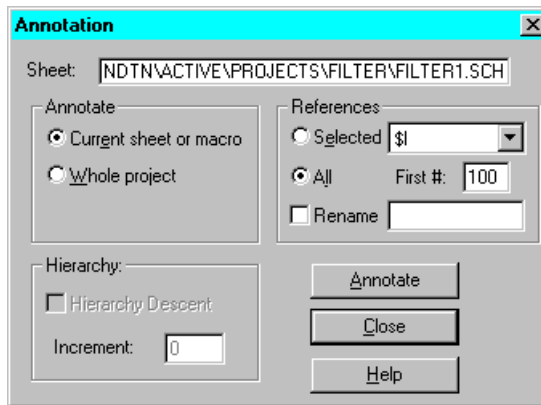 Annotation
Sheet: NDTN\ACTIVE\PROJECTS\FILTER\FILTER1.SCH
Annotate
Current sheet or macro
Whole project
References
Selected $I
All First #: 100
Rename
Hierarchy:
Hierarchy Descent
Increment: 0
Annotate
Close
Help